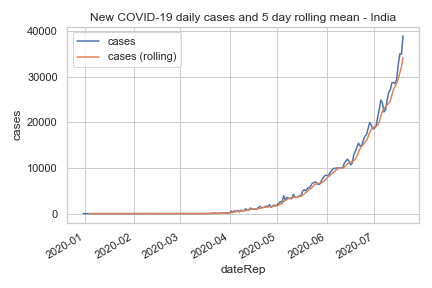 New COVID-19 daily cases and 5 day rolling mean - India
cases
cases (rolling)
40000
30000
20000
10000
0
cases
2020-01
2020-02
2020-03
2020-04
2020-05
2020-06
2020-07
dateRep